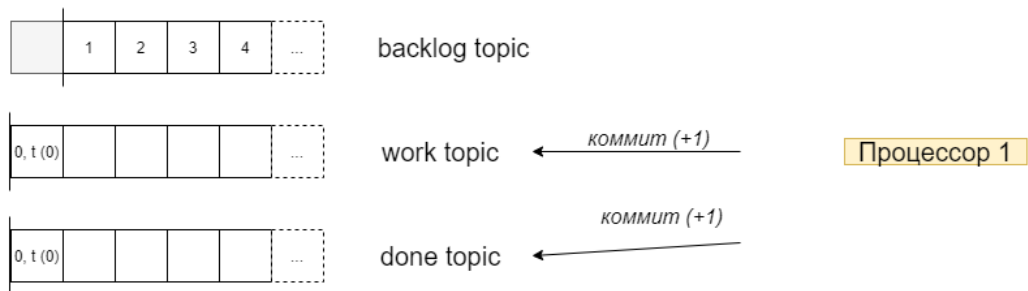 1 2 3 4 ... backlog topic
0, t (0) ... work topic коммит (+1) Процессор 1
коммит (+1)
0, t (0) ... done topic